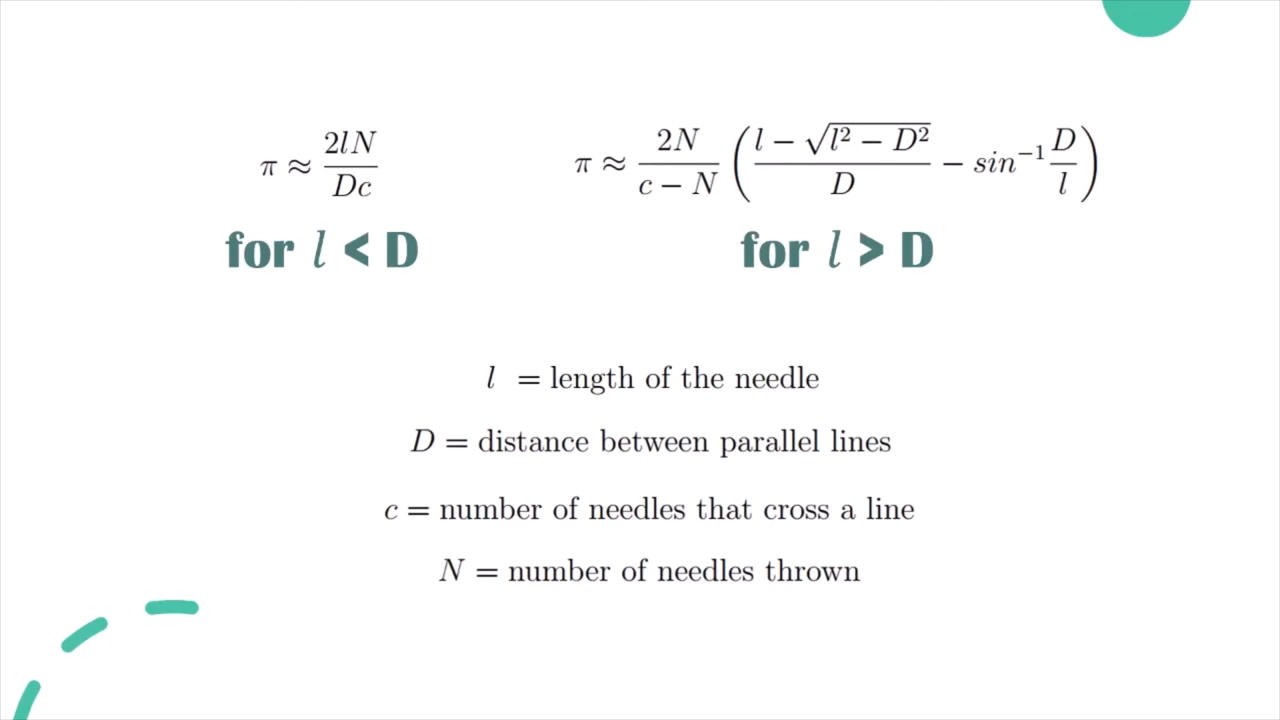 π ≈ 2lN / Dc
π ≈ 2N / (c − N) ( (l − √(l² − D²)) / D − sin⁻¹ D / l )
for l < D
for l > D
l = length of the needle
D = distance between parallel lines
c = number of needles that cross a line
N = number of needles thrown